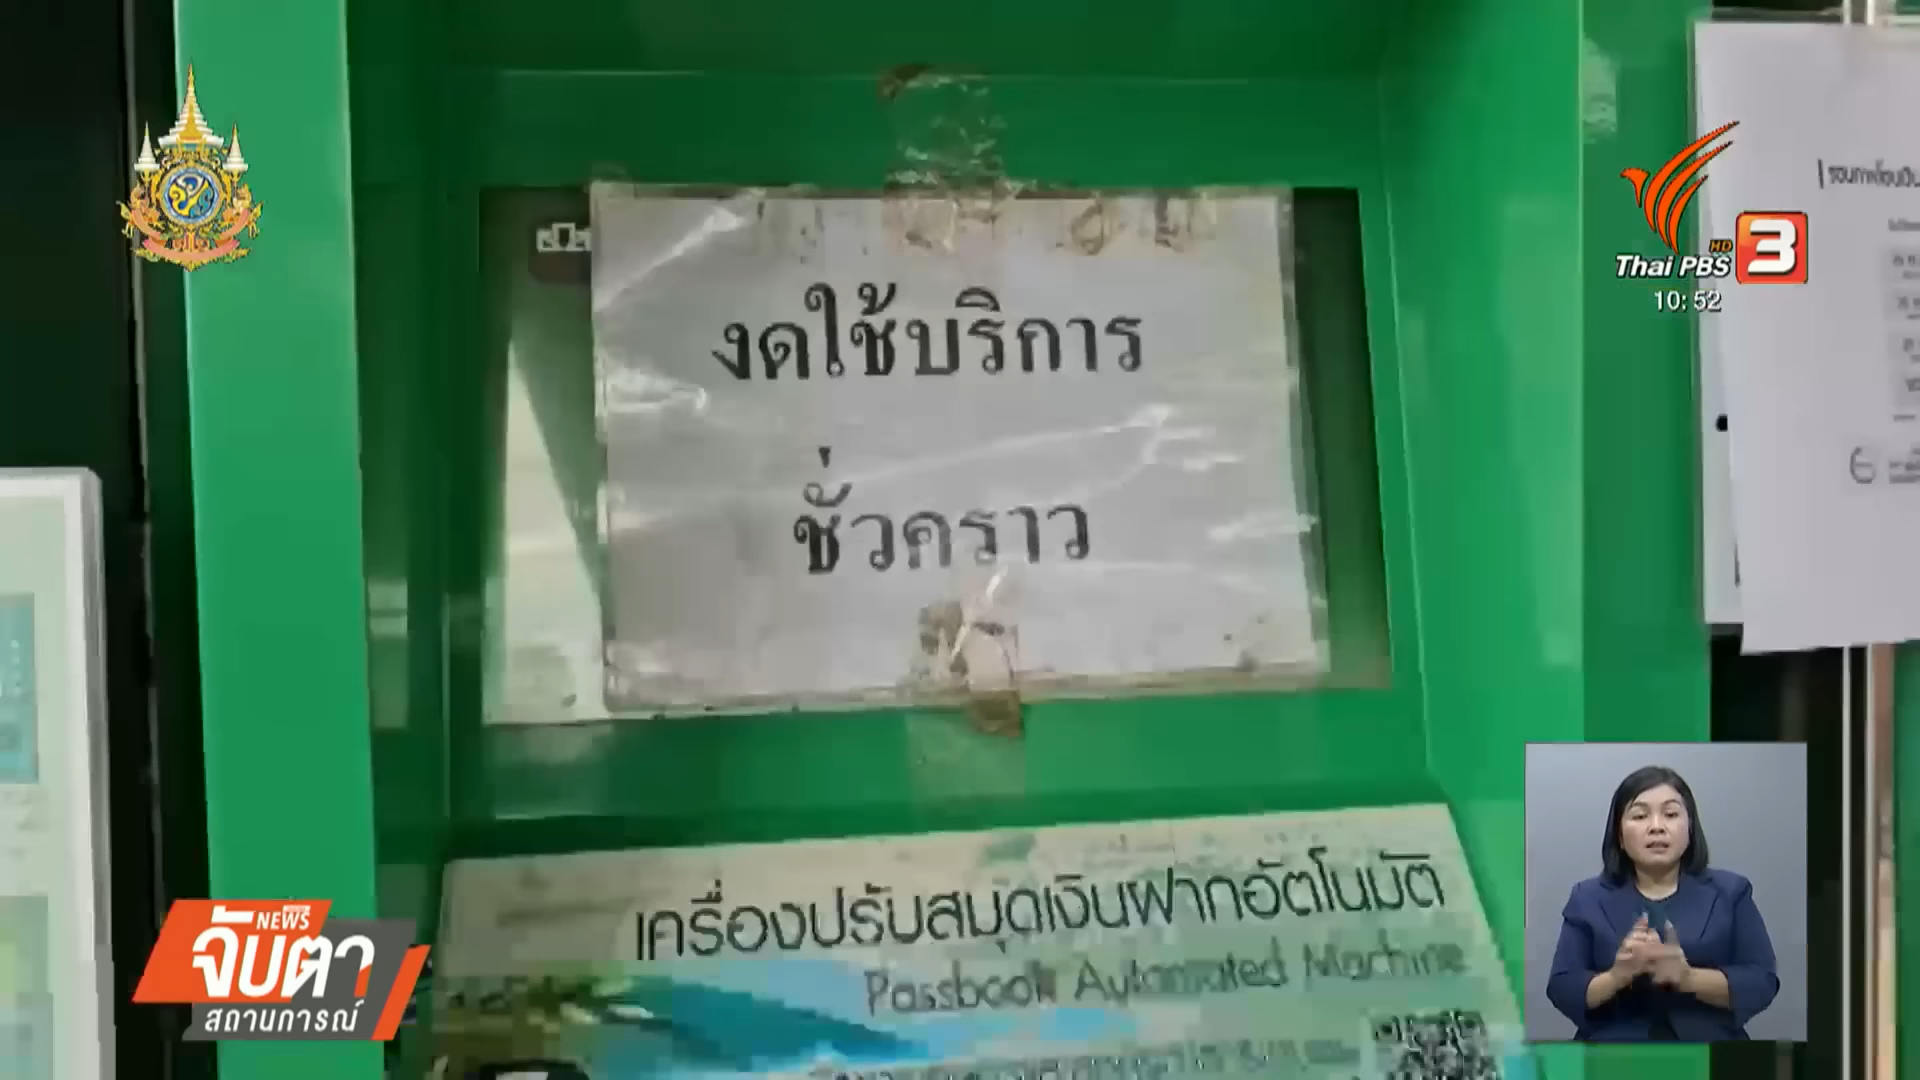 Thai PBS
HD
3
10:52
งดใช้บริการ
ชั่วคราว
เครื่องปรับสมุดเงินฝากอัตโนมัติ
Passbook Automated Machine
จับตา
สถานการณ์